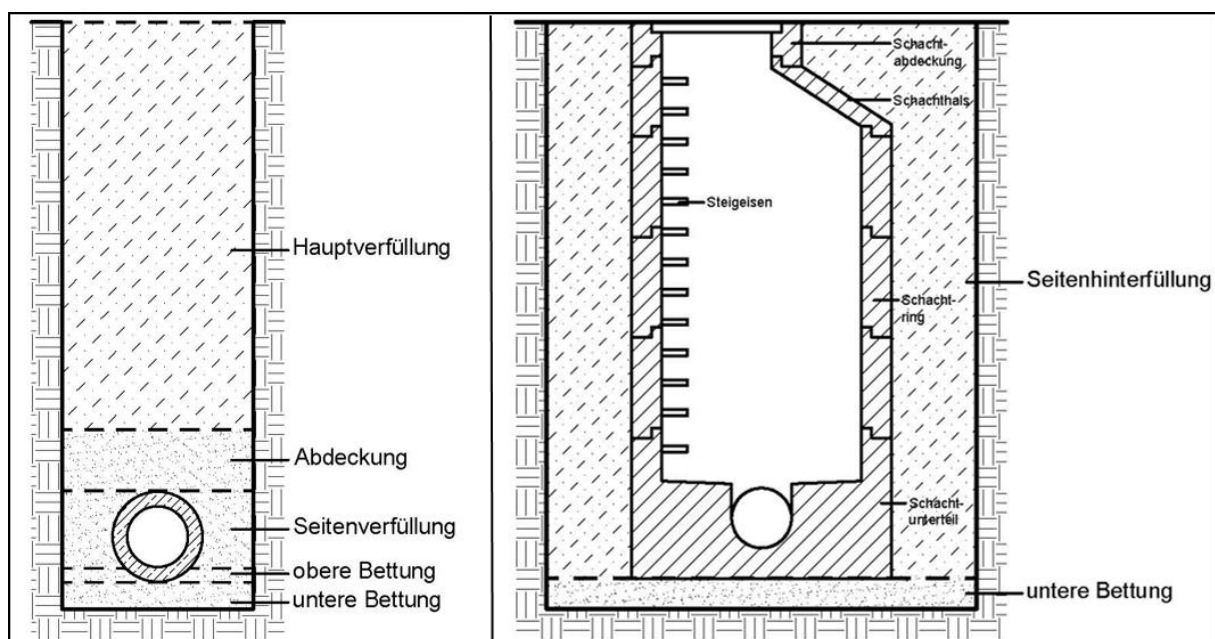 Hauptverfüllung
Abdeckung
Seitenverfüllung
obere Bettung
untere Bettung
Schacht-
abdeckung
Schachthals
Steigeisen
Seitenhinterfüllung
Schacht-
ring
Schacht-
unterteil
untere Bettung